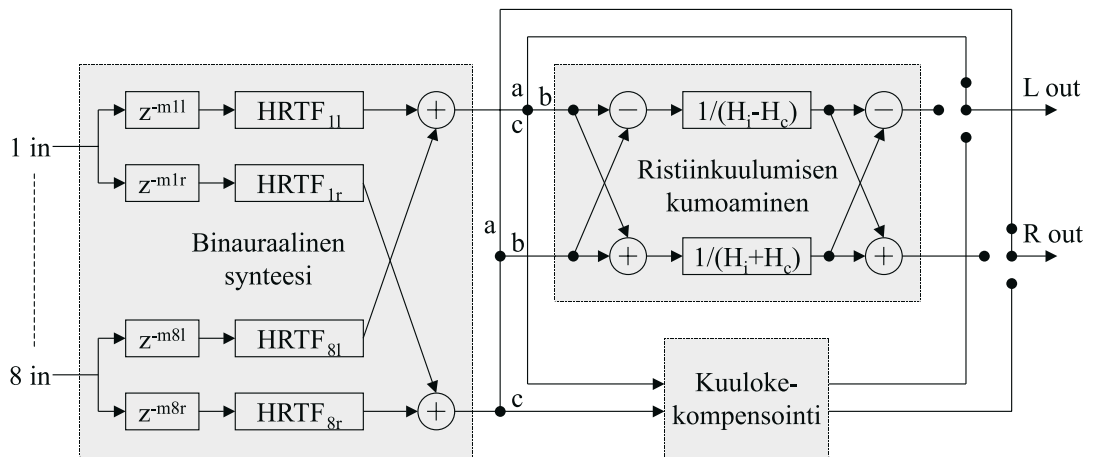 1 in
z-m1l
HRTF1l
+
z-m1r
HRTF1r
Binauraalinen
synteesi
8 in
z-m8l
HRTF8l
z-m8r
HRTF8r
+
a
b
c
a
b
c
−
1/(Hi-Hc)
−
Ristiinkuulumisen
kumoaminen
+
1/(Hi+Hc)
+
Kuuloke-
kompensointi
L out
R out